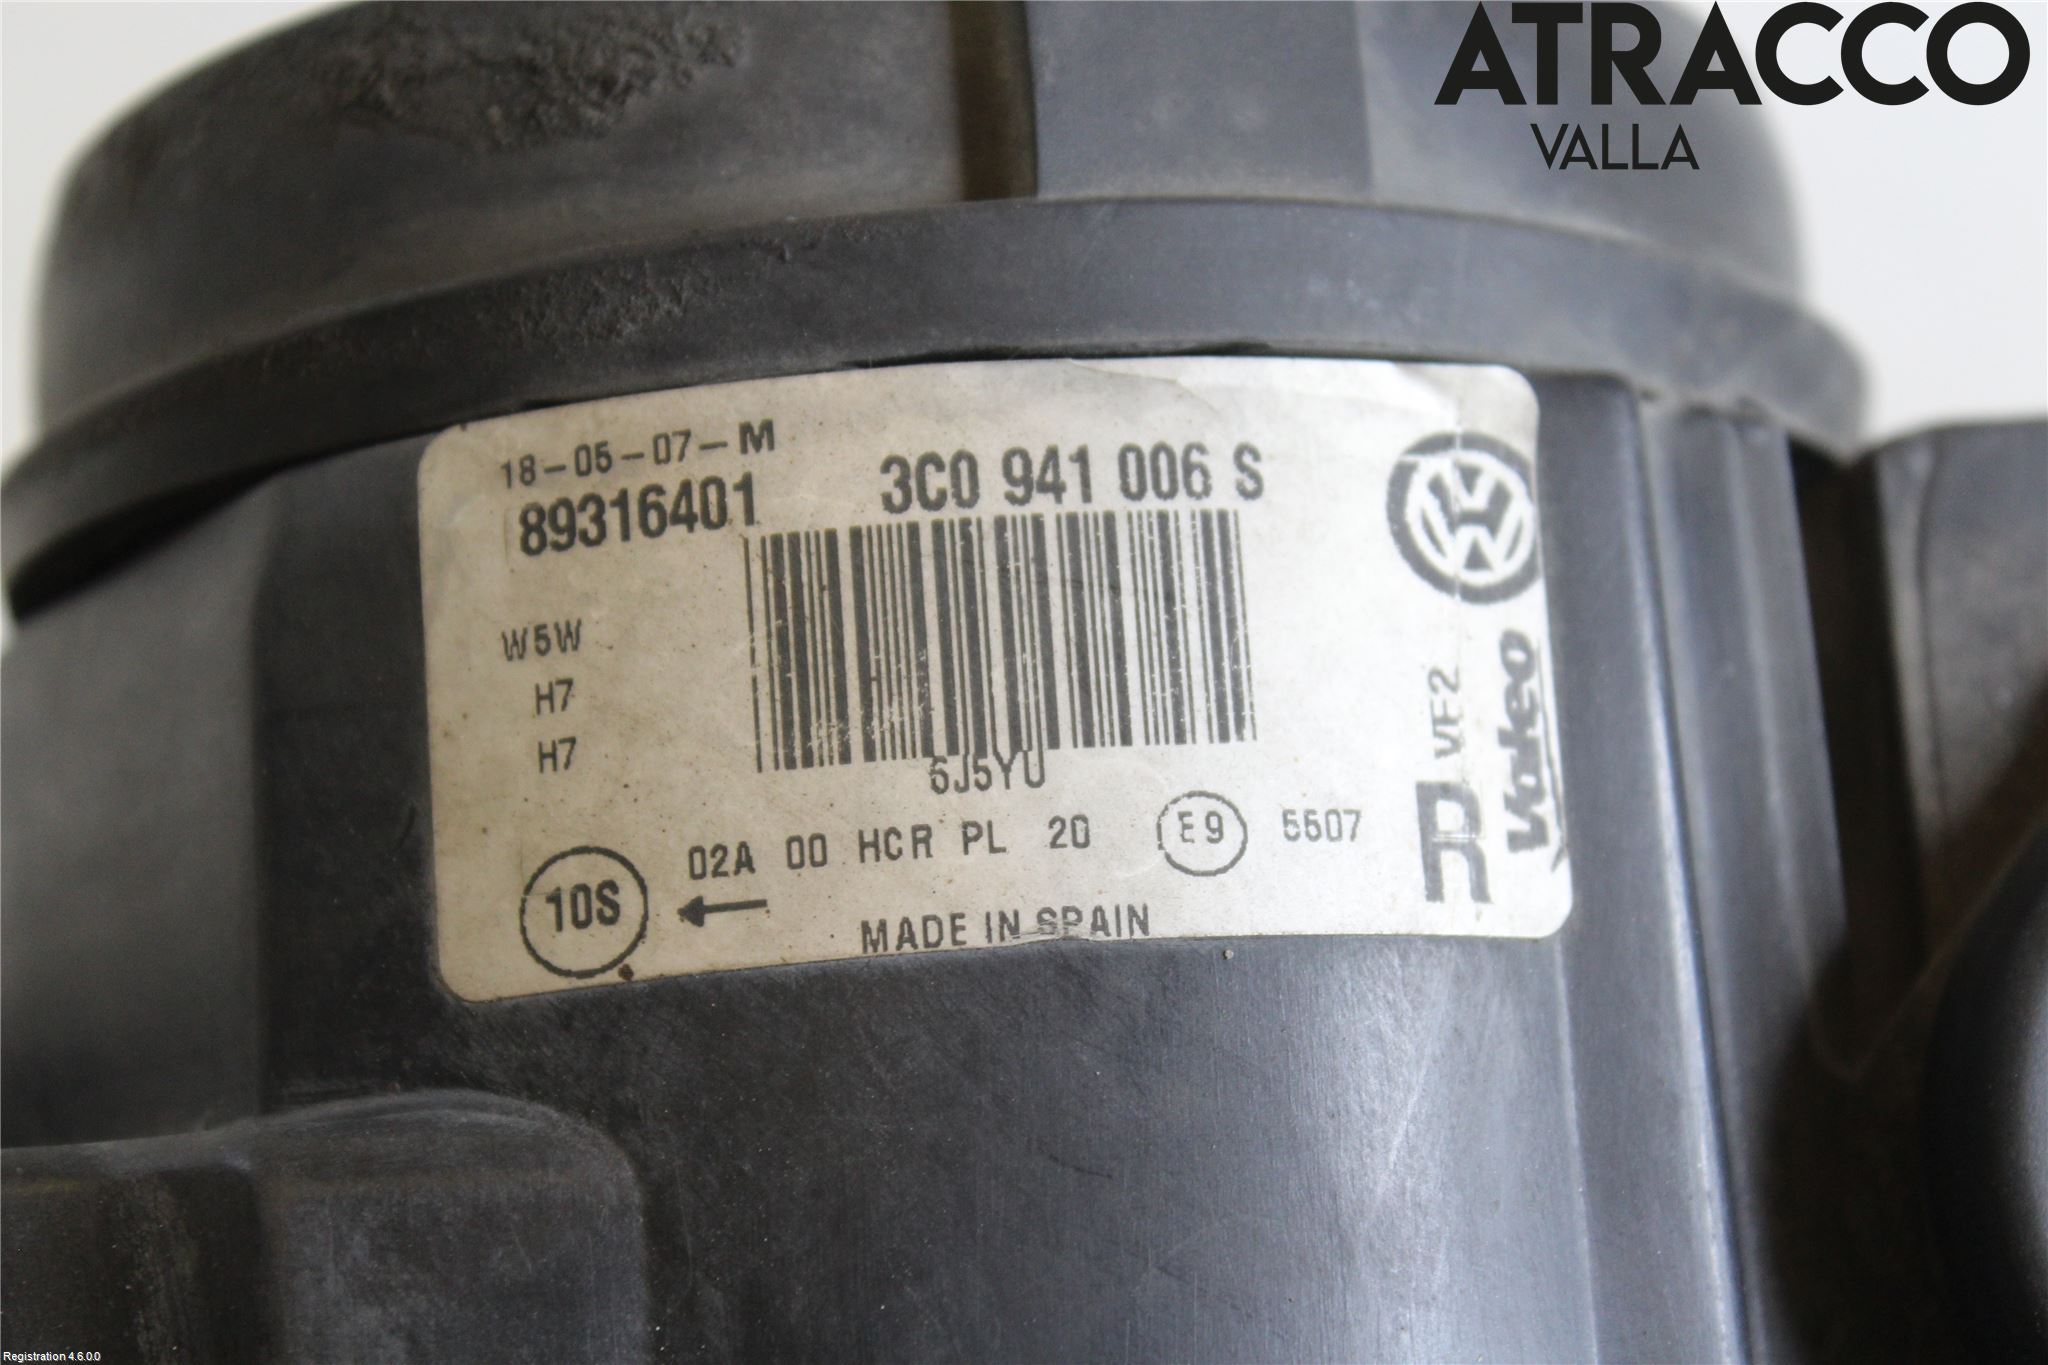 ATRACCO
VALLA
18-05-07-M
89316401
3C0 941 006 S
W5W
H7
H7
6J5YU
VF2
Valeo
R
02A 00 HCR PL 20 E9 5507
10S
MADE IN SPAIN
Registration 4.6.0.0